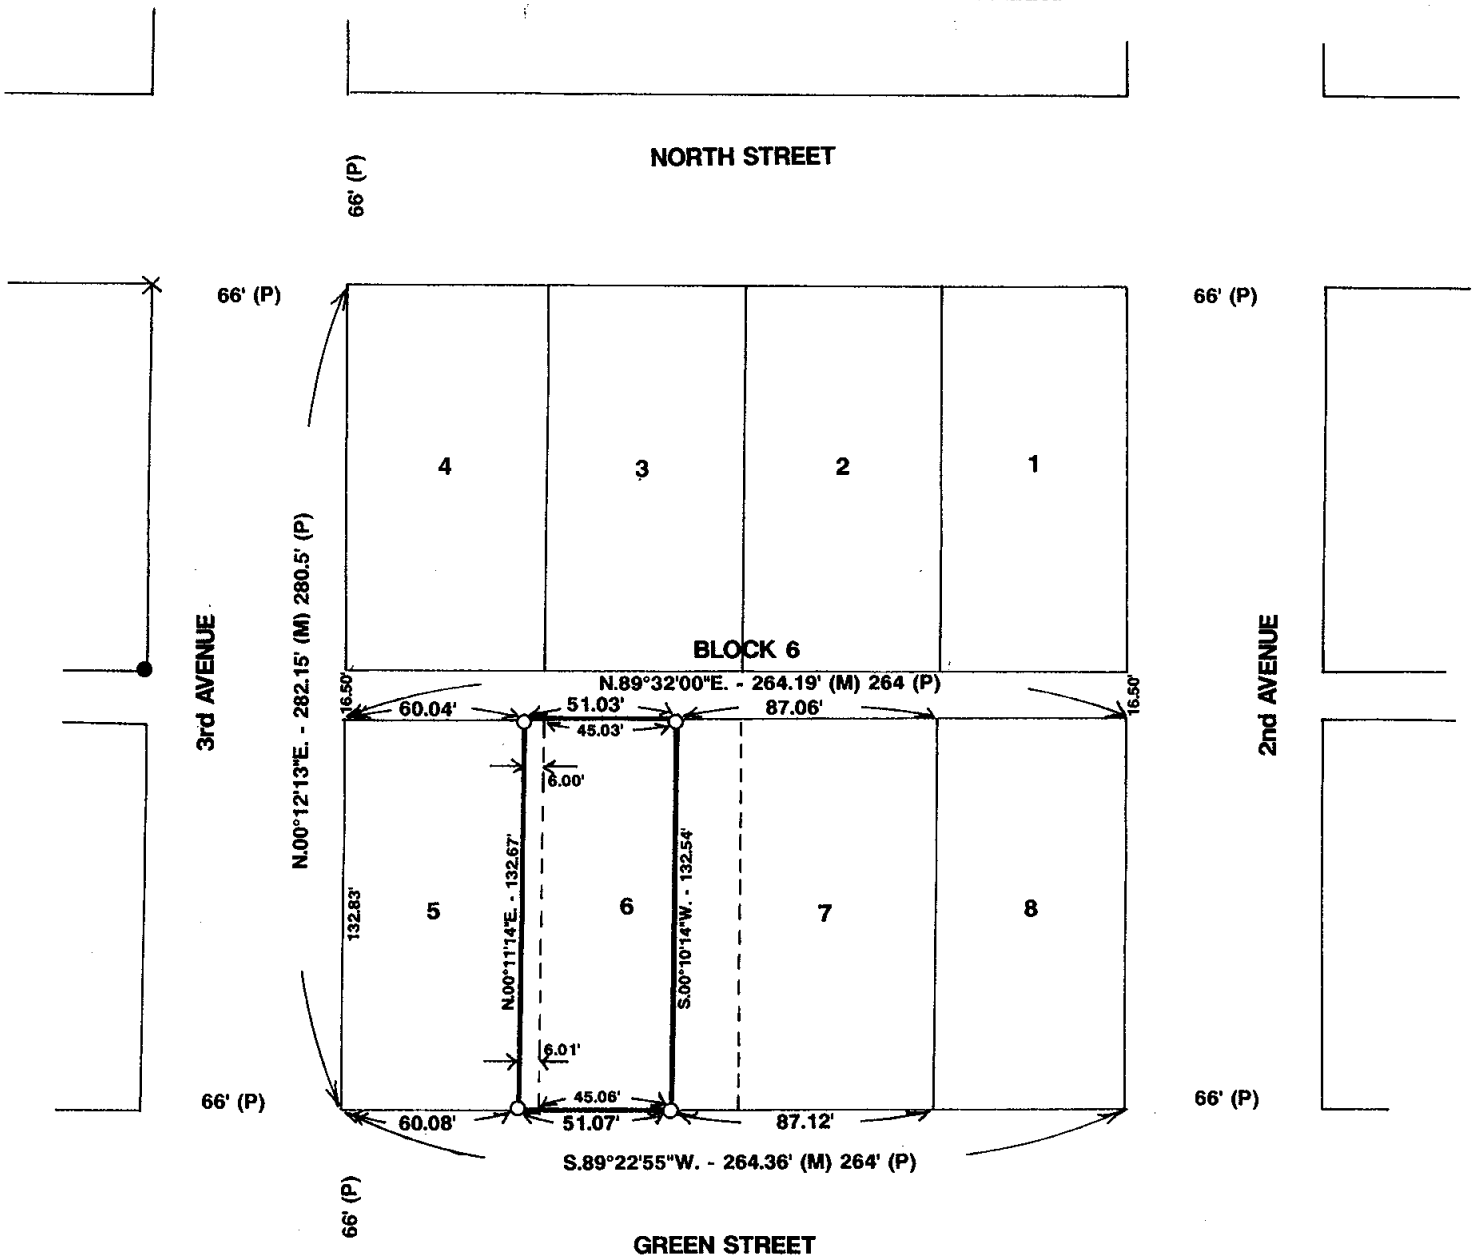 NORTH STREET
66' (P)
66' (P)
66' (P)
4
3
2
1
N.00°12'13"E. - 282.15' (M) 280.5' (P)
3rd AVENUE
2nd AVENUE
BLOCK 6
N.89°32'00"E. - 264.19' (M) 264 (P)
16.50'
16.50'
60.04'
51.03'
87.06'
45.03'
6.00'
N.00°11'14"E. - 132.67'
S.00°10'14"W. - 132.54'
132.83'
5
6
7
8
6.01'
66' (P)
45.06'
66' (P)
60.08'
51.07'
87.12'
S.89°22'55"W. - 264.36' (M) 264' (P)
66' (P)
GREEN STREET